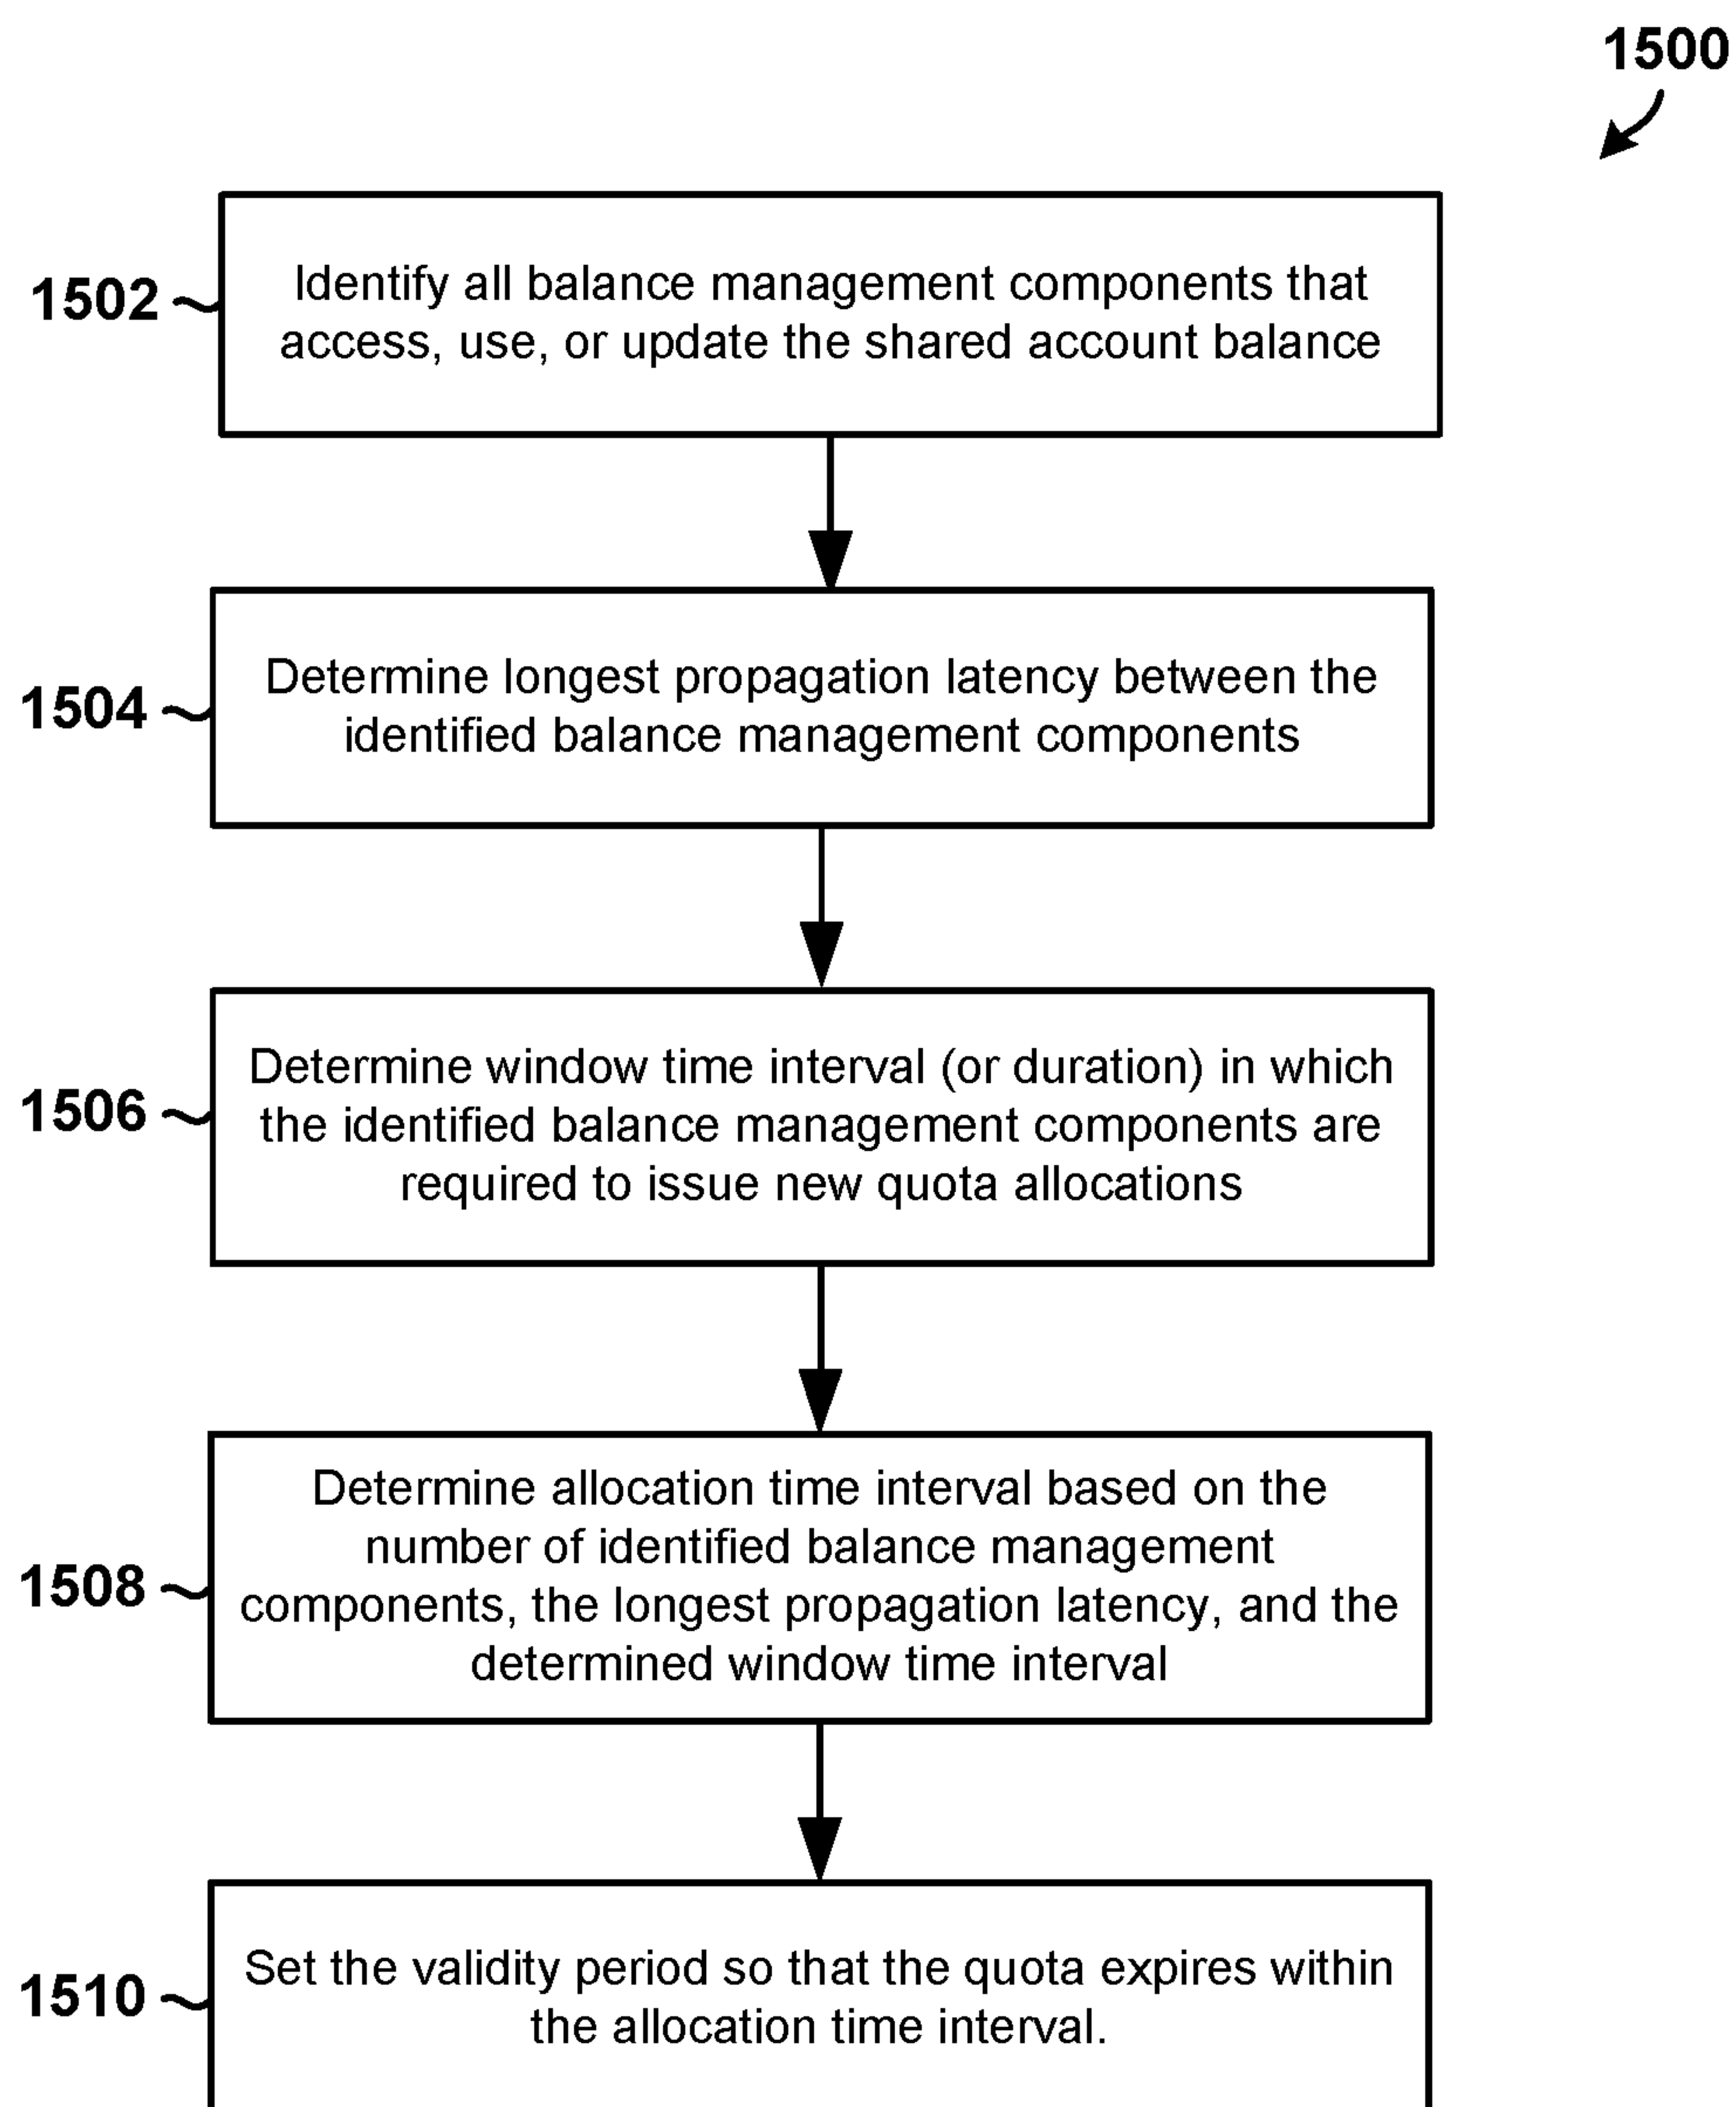 1500
1502
Identify all balance management components that
access, use, or update the shared account balance
1504
Determine longest propagation latency between the
identified balance management components
1506
Determine window time interval (or duration) in which
the identified balance management components are
required to issue new quota allocations
1508
Determine allocation time interval based on the
number of identified balance management
components, the longest propagation latency, and the
determined window time interval
1510
Set the validity period so that the quota expires within
the allocation time interval.